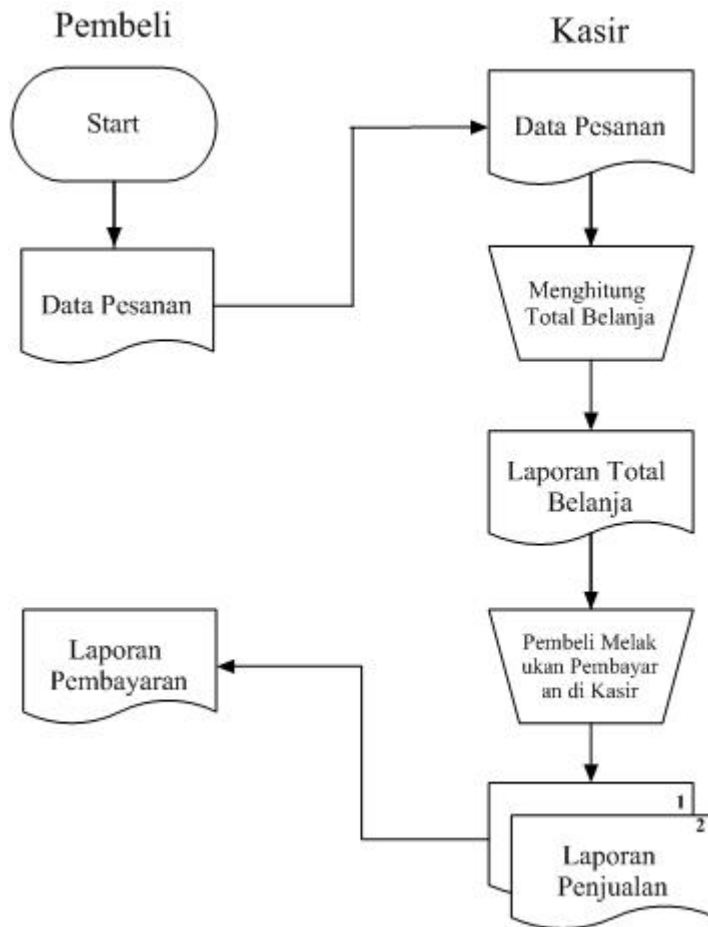 Pembeli
Kasir
Start
Data Pesanan
Data Pesanan
Menghitung
Total Belanja
Laporan Total
Belanja
Laporan
Pembayaran
Pembeli Melak
ukan Pembayar
an di Kasir
1
2
Laporan
Penjualan